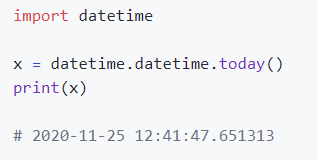 import datetime
x = datetime.datetime.today()
print(x)
# 2020-11-25 12:41:47.651313